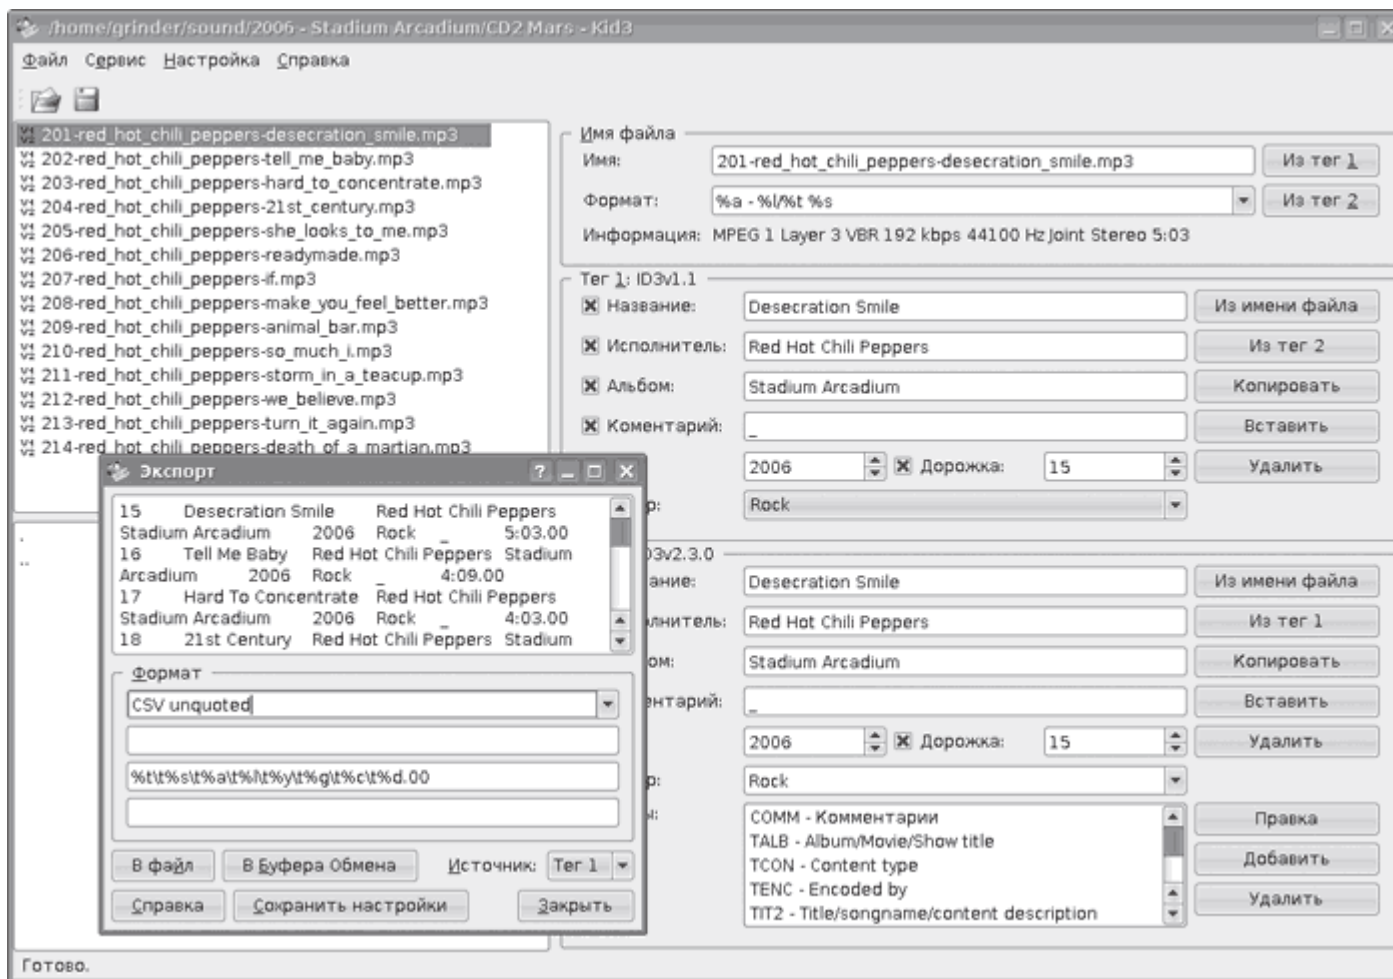 /home/grinder/sound/2006 - Stadium Arcadium/CD2 Mars - Kid3
Файл Сервис Настройка Справка
201-red_hot_chili_peppers-desecration_smile.mp3
202-red_hot_chili_peppers-tell_me_baby.mp3
203-red_hot_chili_peppers-hard_to_concentrate.mp3
204-red_hot_chili_peppers-21st_century.mp3
205-red_hot_chili_peppers-she_looks_to_me.mp3
206-red_hot_chili_peppers-readymade.mp3
207-red_hot_chili_peppers-if.mp3
208-red_hot_chili_peppers-make_you_feel_better.mp3
209-red_hot_chili_peppers-animal_bar.mp3
210-red_hot_chili_peppers-so_much_i.mp3
211-red_hot_chili_peppers-storm_in_a_teacup.mp3
212-red_hot_chili_peppers-we_believe.mp3
213-red_hot_chili_peppers-turn_it_again.mp3
214-red_hot_chili_peppers-death_of_a_martian.mp3
.
..
Имя файла
Имя: 201-red_hot_chili_peppers-desecration_smile.mp3 Из тег 1
Формат: %a - %l/%t %s Из тег 2
Информация: MPEG 1 Layer 3 VBR 192 kbps 44100 Hz Joint Stereo 5:03
Тег 1: ID3v1.1
Название: Desecration Smile Из имени файла
Исполнитель: Red Hot Chili Peppers Из тег 2
Альбом: Stadium Arcadium Копировать
Коментарий: _ Вставить
2006 Дорожка: 15 Удалить
р: Rock
D3v2.3.0
ание: Desecration Smile Из имени файла
олнитель: Red Hot Chili Peppers Из тег 1
ом: Stadium Arcadium Копировать
ентарий: _ Вставить
2006 Дорожка: 15 Удалить
р: Rock
ы: COMM - Комментарии Правка
TALB - Album/Movie/Show title
TCON - Content type Добавить
TENC - Encoded by
TIT2 - Title/songname/content description Удалить
Экспорт
15 Desecration Smile Red Hot Chili Peppers
Stadium Arcadium 2006 Rock _ 5:03.00
16 Tell Me Baby Red Hot Chili Peppers Stadium
Arcadium 2006 Rock _ 4:09.00
17 Hard To Concentrate Red Hot Chili Peppers
Stadium Arcadium 2006 Rock _ 4:03.00
18 21st Century Red Hot Chili Peppers Stadium
Формат
CSV unquoted
%t\t%s\t%a\t%l\t%y\t%g\t%c\t%d.00
В файл В Буфера Обмена Источник: Тег 1
Справка Сохранить настройки Закрыть
Готово.